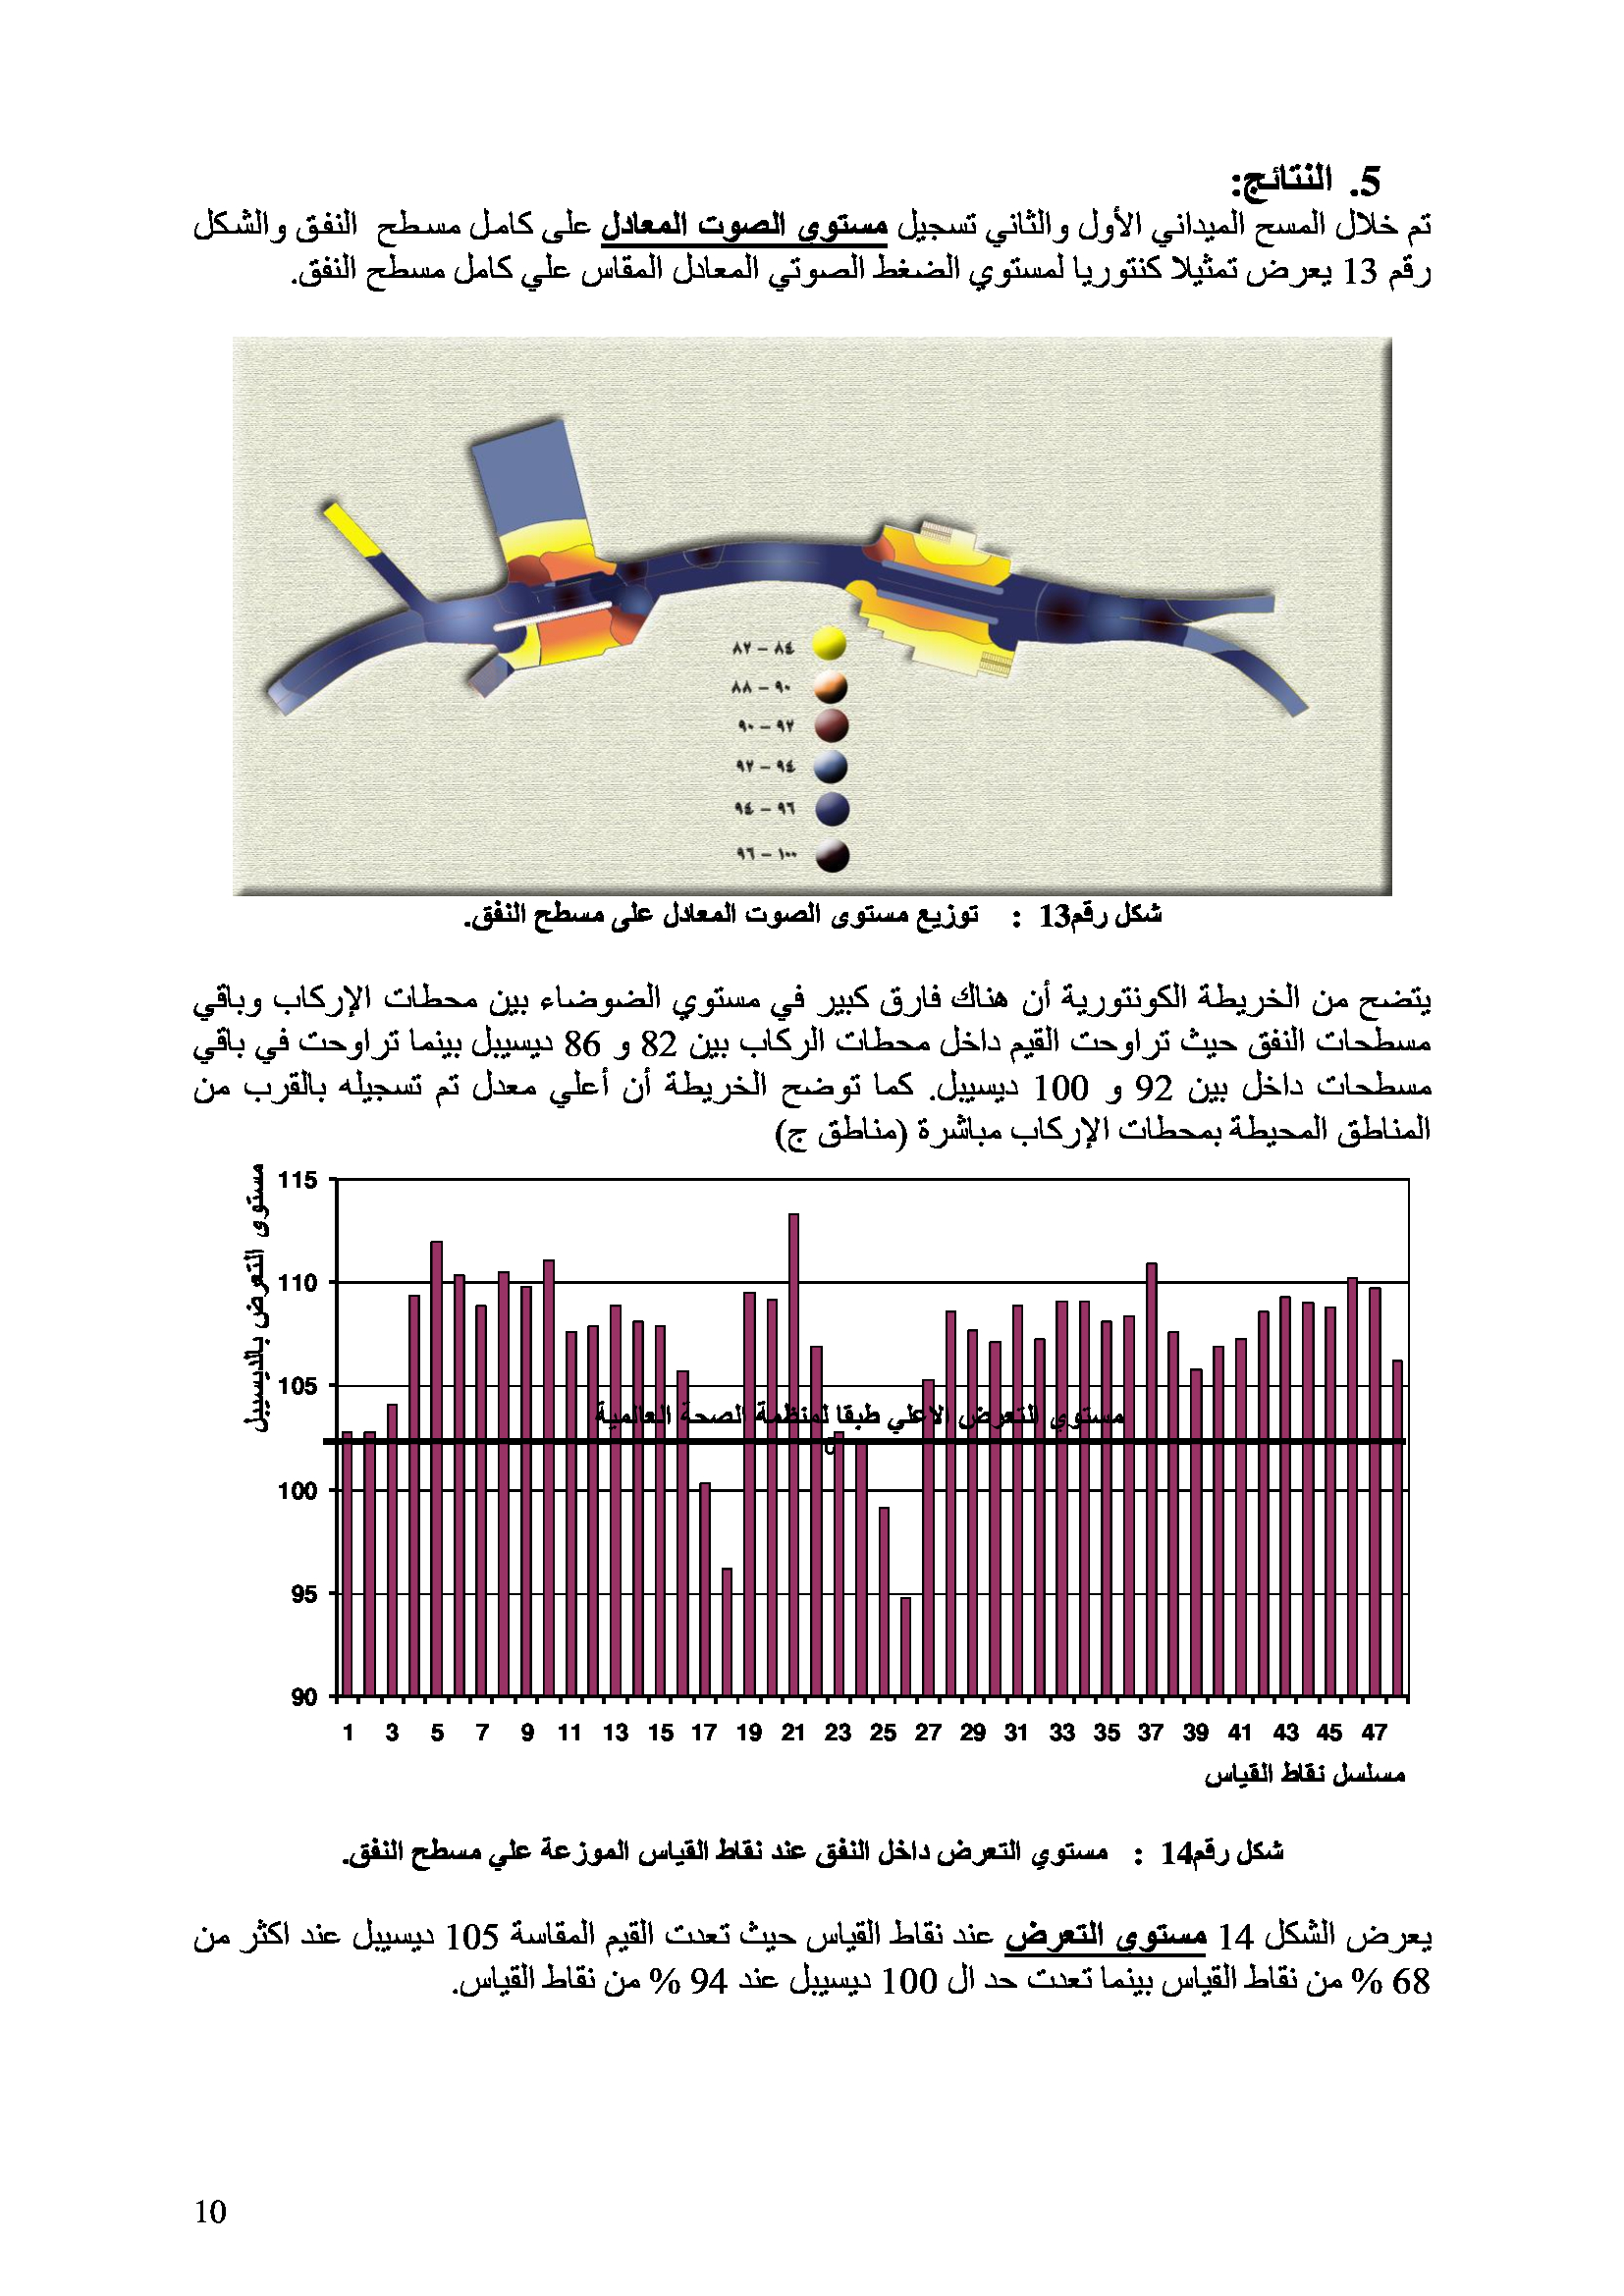 5. النتائج:
تم خلال المسح الميداني الأول والثاني تسجيل مستوي الصوت المعادل على كامل مسطح النفق والشكل
رقم 13 يعرض تمثيلا كنتوريا لمستوي الضغط الصوتي المعادل المقاس علي كامل مسطح النفق.
٨٢ – ٨٤
٨٨ – ٩٠
٩٠ – ٩٢
٩٢ – ٩٤
٩٤ – ٩٦
٩٦ – ١٠٠
شكل رقم13 : توزيع مستوى الصوت المعادل على مسطح النفق.
يتضح من الخريطة الكونتورية أن هناك فارق كبير في مستوي الضوضاء بين محطات الإركاب وباقي
مسطحات النفق حيث تراوحت القيم داخل محطات الركاب بين 82 و 86 ديسيبل بينما تراوحت في باقي
مسطحات داخل بين 92 و 100 ديسيبل. كما توضح الخريطة أن أعلي معدل تم تسجيله بالقرب من
المناطق المحيطة بمحطات الإركاب مباشرة (مناطق ج)
مستوى التعرض بالديسيبل
115
110
105
100
95
90
مستوي التعرض الاعلي طبقا لمنظمة الصحة العالمية
1 3 5 7 9 11 13 15 17 19 21 23 25 27 29 31 33 35 37 39 41 43 45 47
مسلسل نقاط القياس
شكل رقم14 : مستوي التعرض داخل النفق عند نقاط القياس الموزعة علي مسطح النفق.
يعرض الشكل 14 مستوي التعرض عند نقاط القياس حيث تعدت القيم المقاسة 105 ديسيبل عند اكثر من
68 % من نقاط القياس بينما تعدت حد ال 100 ديسيبل عند 94 % من نقاط القياس.
10